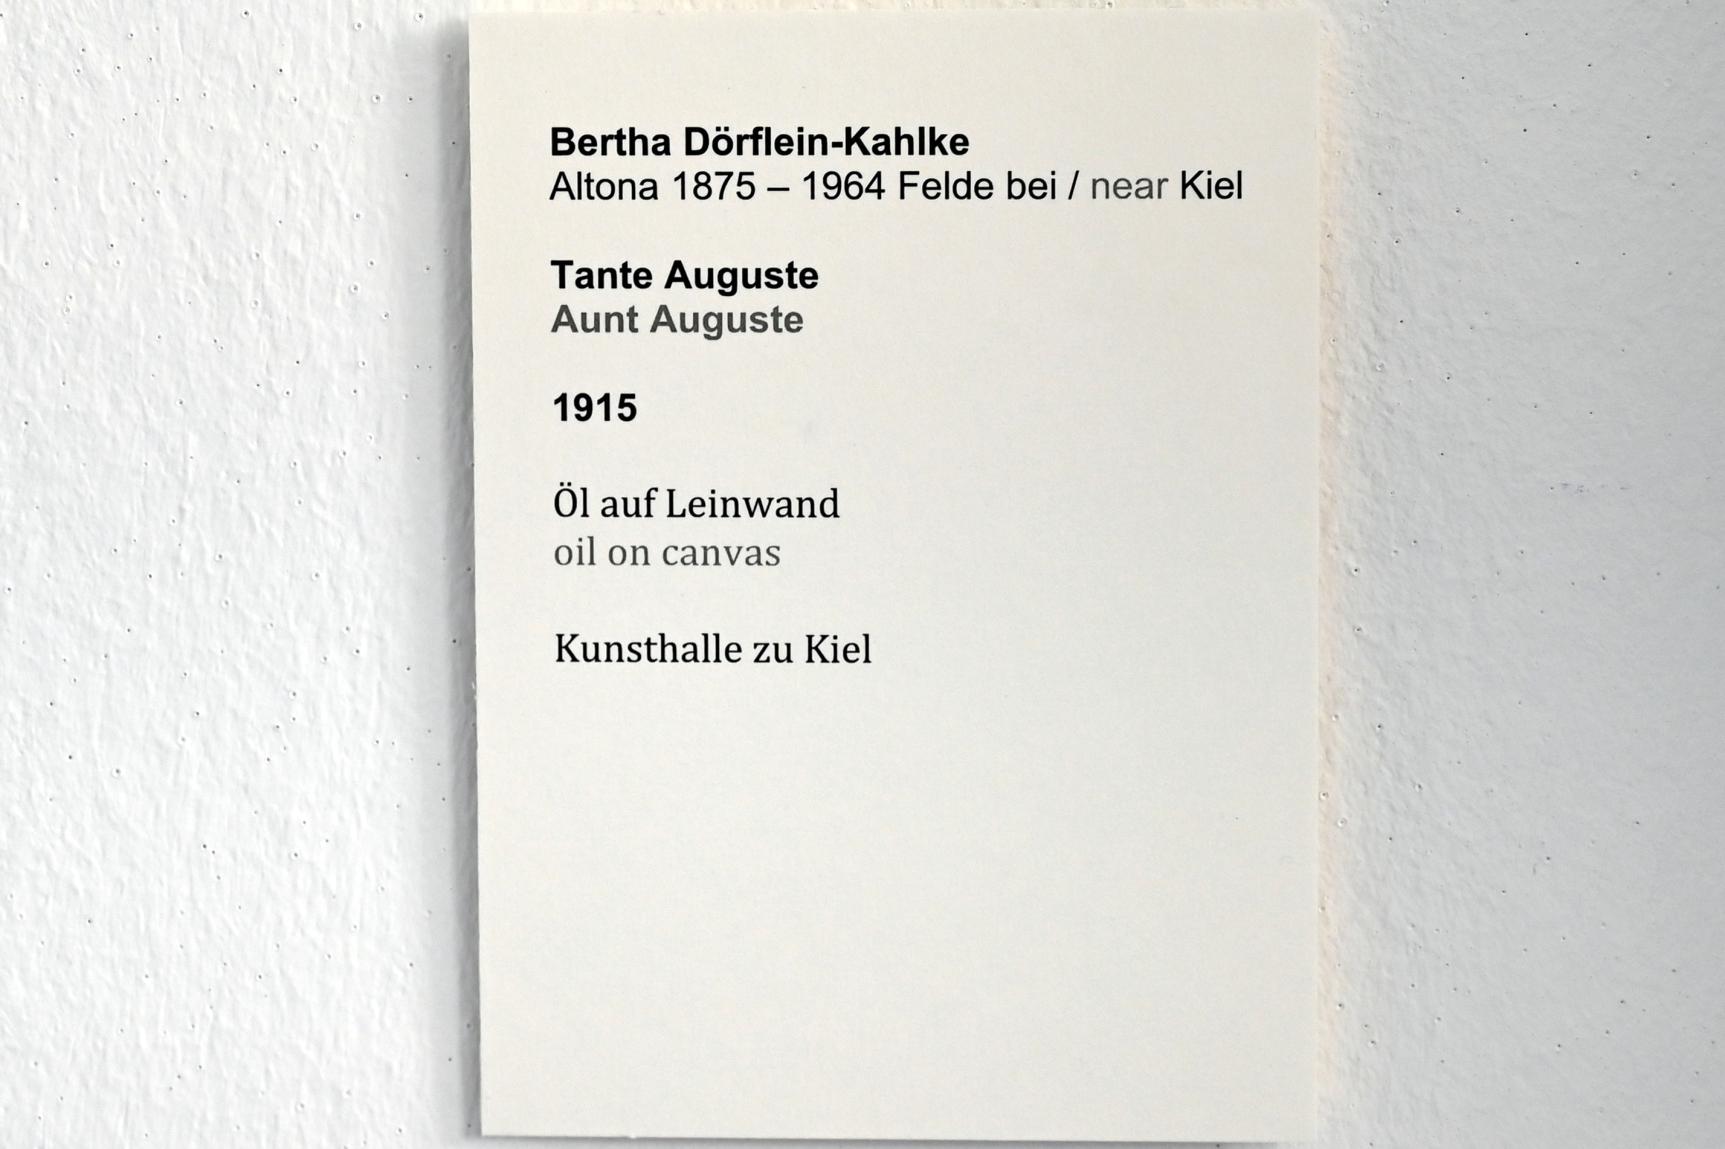 Bertha Dörflein-Kahlke
Altona 1875 – 1964 Felde bei / near Kiel
Tante Auguste
Aunt Auguste
1915
Öl auf Leinwand
oil on canvas
Kunsthalle zu Kiel